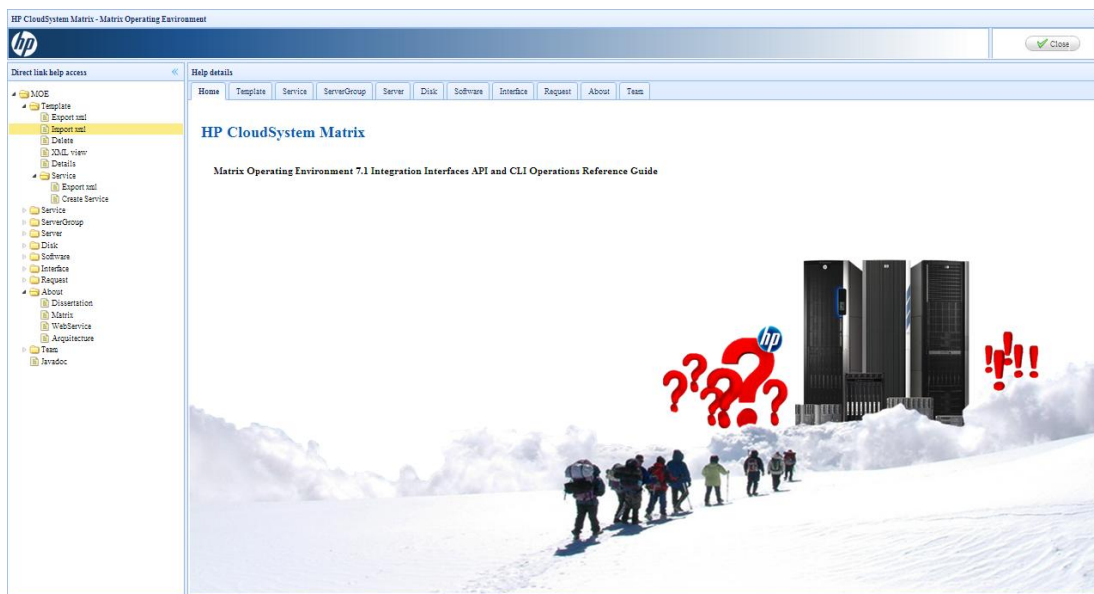 HP CloudSystem Matrix - Matrix Operating Environment
hp
Close
Direct link help access
Help details
MOE
Template
Export xml
Import xml
Delete
XML view
Details
Service
Export xml
Create Service
Service
ServerGroup
Server
Disk
Software
Interface
Request
About
Dissertation
Matrix
WebService
Arquitecture
Team
Javadoc
Home Template Service ServerGroup Server Disk Software Interface Request About Team
HP CloudSystem Matrix
Matrix Operating Environment 7.1 Integration Interfaces API and CLI Operations Reference Guide
????? hp
!!!!!